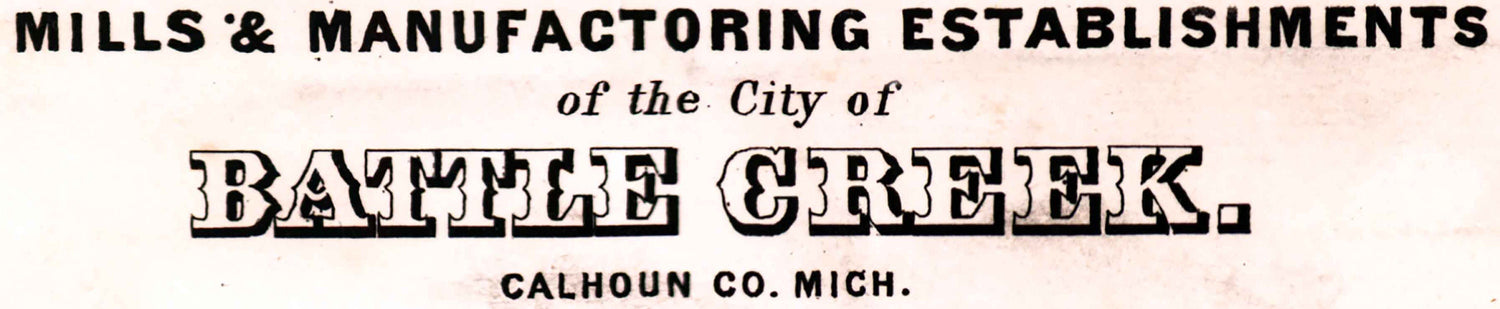 MILLS & MANUFACTORING ESTABLISHMENTS
of the City of
BATTLE CREEK.
CALHOUN CO. MICH.